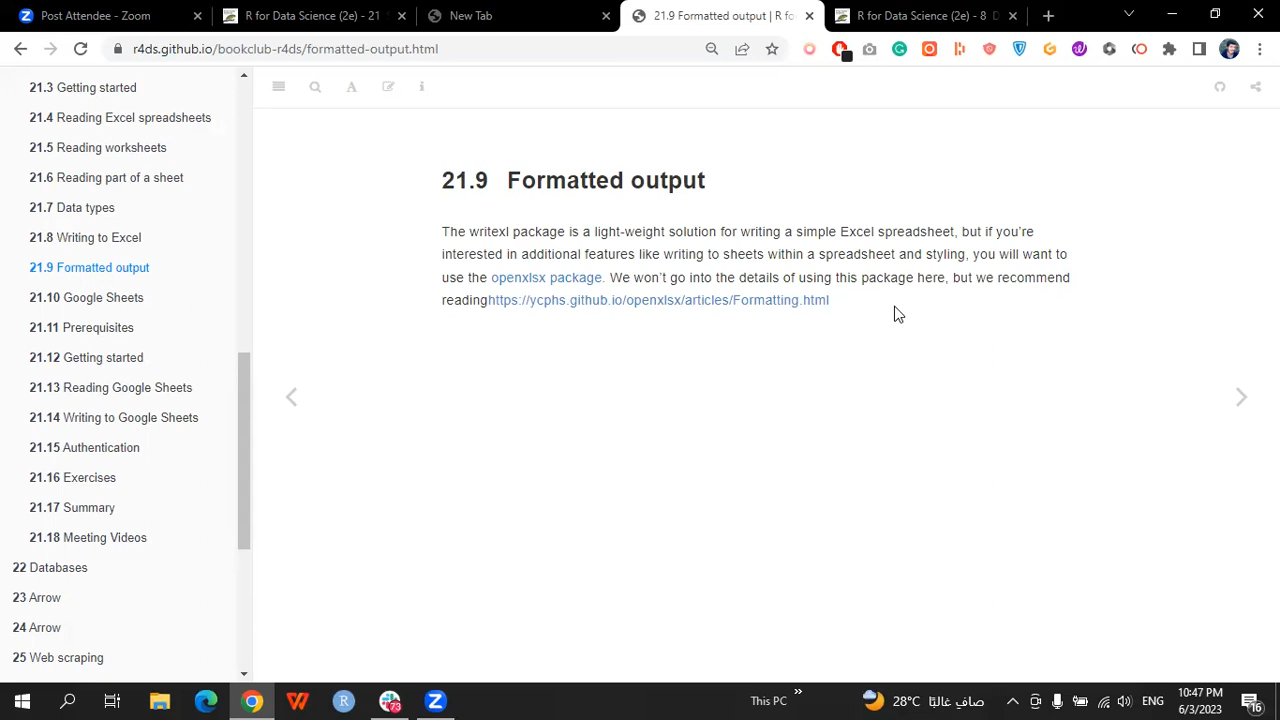 Post Attendee - Zoom
R for Data Science (2e) - 21
New Tab
21.9 Formatted output | R fo
R for Data Science (2e) - 8 D
r4ds.github.io/bookclub-r4ds/formatted-output.html
21.3 Getting started
21.4 Reading Excel spreadsheets
21.5 Reading worksheets
21.6 Reading part of a sheet
21.7 Data types
21.8 Writing to Excel
21.9 Formatted output
21.10 Google Sheets
21.11 Prerequisites
21.12 Getting started
21.13 Reading Google Sheets
21.14 Writing to Google Sheets
21.15 Authentication
21.16 Exercises
21.17 Summary
21.18 Meeting Videos
22 Databases
23 Arrow
24 Arrow
25 Web scraping
21.9 Formatted output
The writexl package is a light-weight solution for writing a simple Excel spreadsheet, but if you’re
interested in additional features like writing to sheets within a spreadsheet and styling, you will want to
use the openxlsx package. We won’t go into the details of using this package here, but we recommend
readinghttps://ycphs.github.io/openxlsx/articles/Formatting.html
73
This PC
28°C صافٍ غالبًا
ENG
10:47 PM
6/3/2023
16